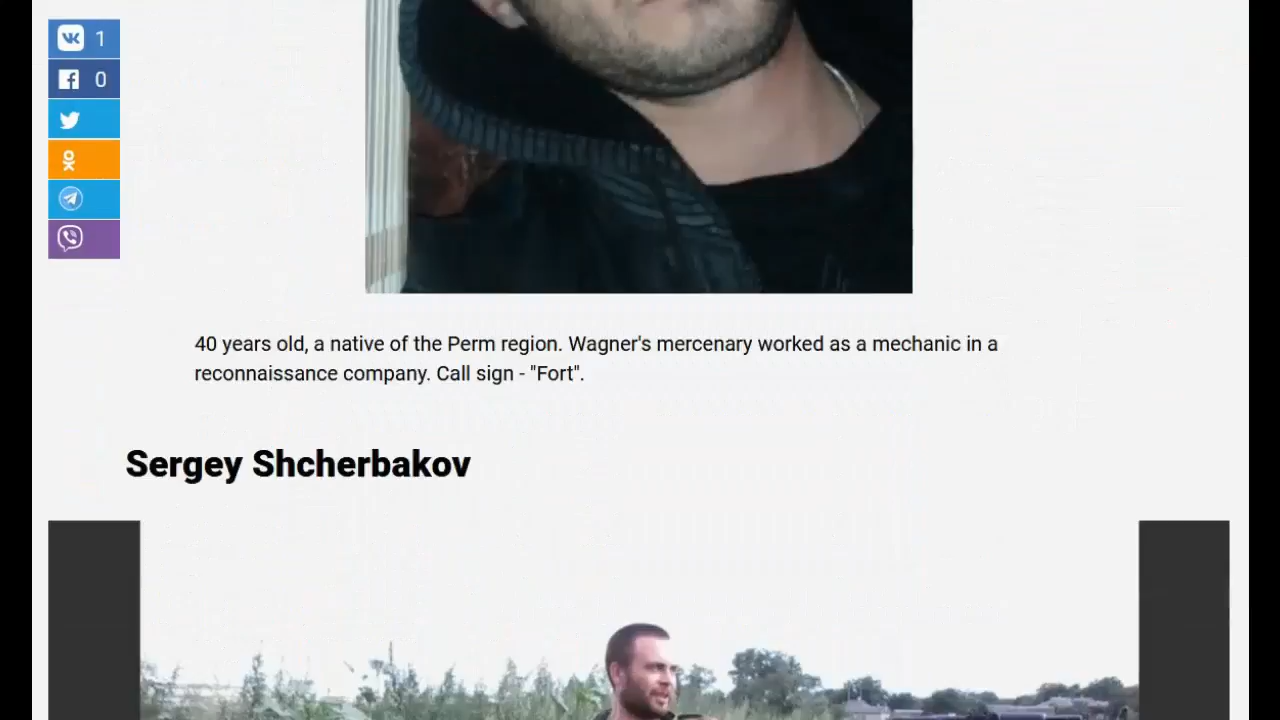 1
0
40 years old, a native of the Perm region. Wagner's mercenary worked as a mechanic in a
reconnaissance company. Call sign - "Fort".
Sergey Shcherbakov